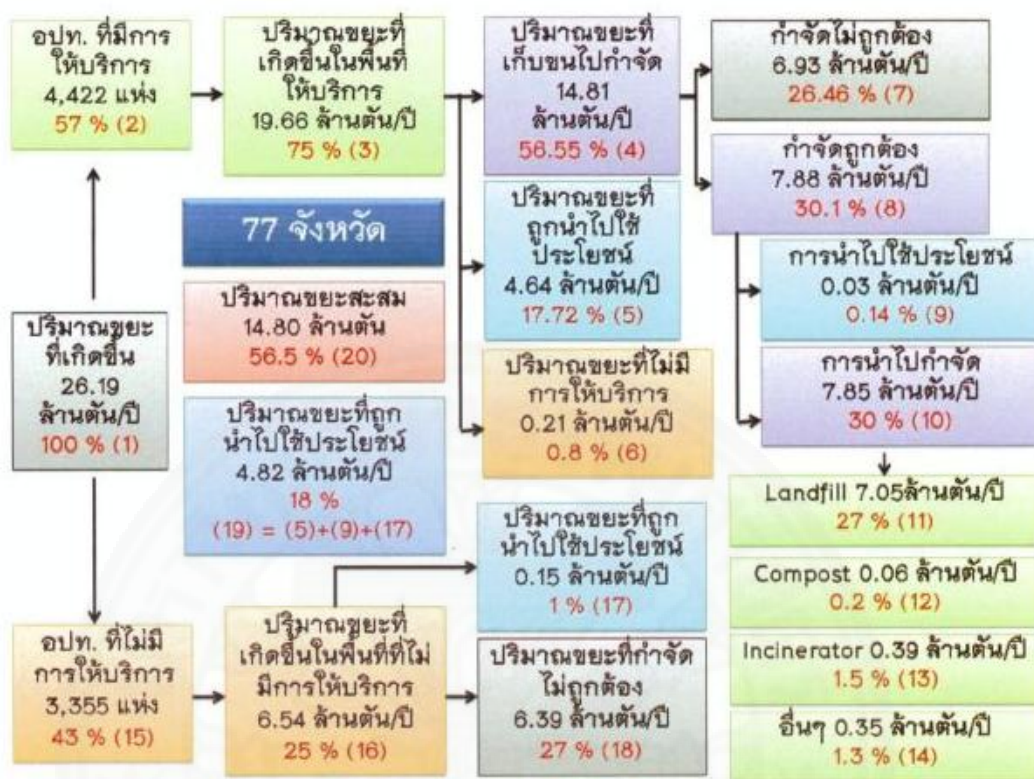 อปท. ที่มีการ
ให้บริการ
4,422 แห่ง
57 % (2)
ปริมาณขยะที่
เกิดขึ้นในพื้นที่
ให้บริการ
19.66 ล้านตัน/ปี
75 % (3)
ปริมาณขยะที่
เก็บขนไปกำจัด
14.81
ล้านตัน/ปี
56.55 % (4)
กำจัดไม่ถูกต้อง
6.93 ล้านตัน/ปี
26.46 % (7)
กำจัดถูกต้อง
7.88 ล้านตัน/ปี
30.1 % (8)
77 จังหวัด
ปริมาณขยะที่
ถูกนำไปใช้
ประโยชน์
4.64 ล้านตัน/ปี
17.72 % (5)
การนำไปใช้ประโยชน์
0.03 ล้านตัน/ปี
0.14 % (9)
ปริมาณขยะสะสม
14.80 ล้านตัน
56.5 % (20)
ปริมาณขยะ
ที่เกิดขึ้น
26.19
ล้านตัน/ปี
100 % (1)
ปริมาณขยะที่ไม่มี
การให้บริการ
0.21 ล้านตัน/ปี
0.8 % (6)
การนำไปกำจัด
7.85 ล้านตัน/ปี
30 % (10)
ปริมาณขยะที่ถูก
นำไปใช้ประโยชน์
4.82 ล้านตัน/ปี
18 %
(19) = (5)+(9)+(17)
Landfill 7.05ล้านตัน/ปี
27 % (11)
ปริมาณขยะที่ถูก
นำไปใช้ประโยชน์
0.15 ล้านตัน/ปี
1 % (17)
Compost 0.06 ล้านตัน/ปี
0.2 % (12)
อปท. ที่ไม่มี
การให้บริการ
3,355 แห่ง
43 % (15)
ปริมาณขยะที่
เกิดขึ้นในพื้นที่ที่ไม่
มีการให้บริการ
6.54 ล้านตัน/ปี
25 % (16)
ปริมาณขยะที่กำจัด
ไม่ถูกต้อง
6.39 ล้านตัน/ปี
27 % (18)
Incinerator 0.39 ล้านตัน/ปี
1.5 % (13)
อื่นๆ 0.35 ล้านตัน/ปี
1.3 % (14)